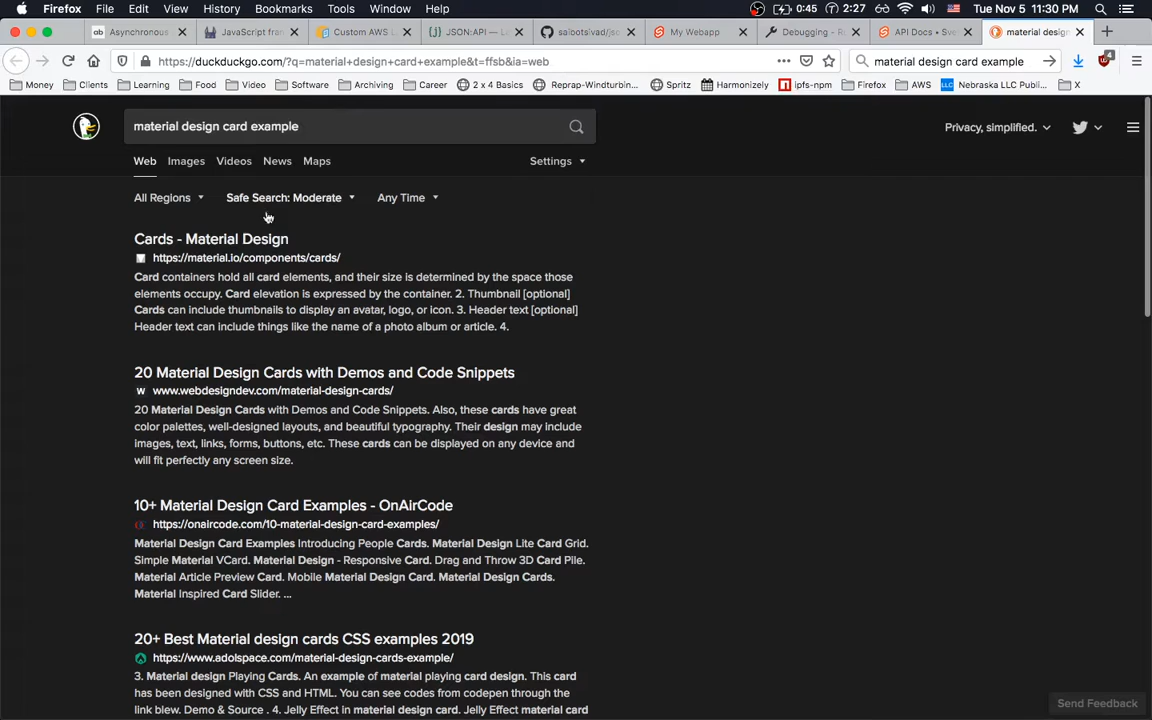 Firefox File Edit View History Bookmarks Tools Window Help 0:45 2:27 Tue Nov 5 11:30 PM
ab Asynchronous JavaScript fran Custom AWS L {;} JSON:API — L saibotsivad/jso My Webapp Debugging - R API Docs • Sve material desig
https://duckduckgo.com/?q=material+design+card+example&t=ffsb&ia=web material design card example 4
Money Clients Learning Food Video Software Archiving 2 x 4 Basics Reprap-Windturbin... Spritz Harmonizely lpfs-npm Firefox AWS Nebraska LLC Publi... X
material design card example
Privacy, simplified.
Web Images Videos News Maps Settings
All Regions Safe Search: Moderate Any Time
Cards - Material Design
https://material.io/components/cards/
Card containers hold all card elements, and their size is determined by the space those
elements occupy. Card elevation is expressed by the container. 2. Thumbnail [optional]
Cards can include thumbnails to display an avatar, logo, or icon. 3. Header text [optional]
Header text can include things like the name of a photo album or article. 4.
20 Material Design Cards with Demos and Code Snippets
W www.webdesigndev.com/material-design-cards/
20 Material Design Cards with Demos and Code Snippets. Also, these cards have great
color palettes, well-designed layouts, and beautiful typography. Their design may include
images, text, links, forms, buttons, etc. These cards can be displayed on any device and
will fit perfectly any screen size.
10+ Material Design Card Examples - OnAirCode
https://onaircode.com/10-material-design-card-examples/
Material Design Card Examples Introducing People Cards. Material Design Lite Card Grid.
Simple Material VCard. Material Design - Responsive Card. Drag and Throw 3D Card Pile.
Material Article Preview Card. Mobile Material Design Card. Material Design Cards.
Material Inspired Card Slider. ...
20+ Best Material design cards CSS examples 2019
https://www.adolspace.com/material-design-cards-example/
3. Material design Playing Cards. An example of material playing card design. This card
has been designed with CSS and HTML. You can see codes from codepen through the
link blew. Demo & Source . 4. Jelly Effect in material design card. Jelly Effect material card
Send Feedback